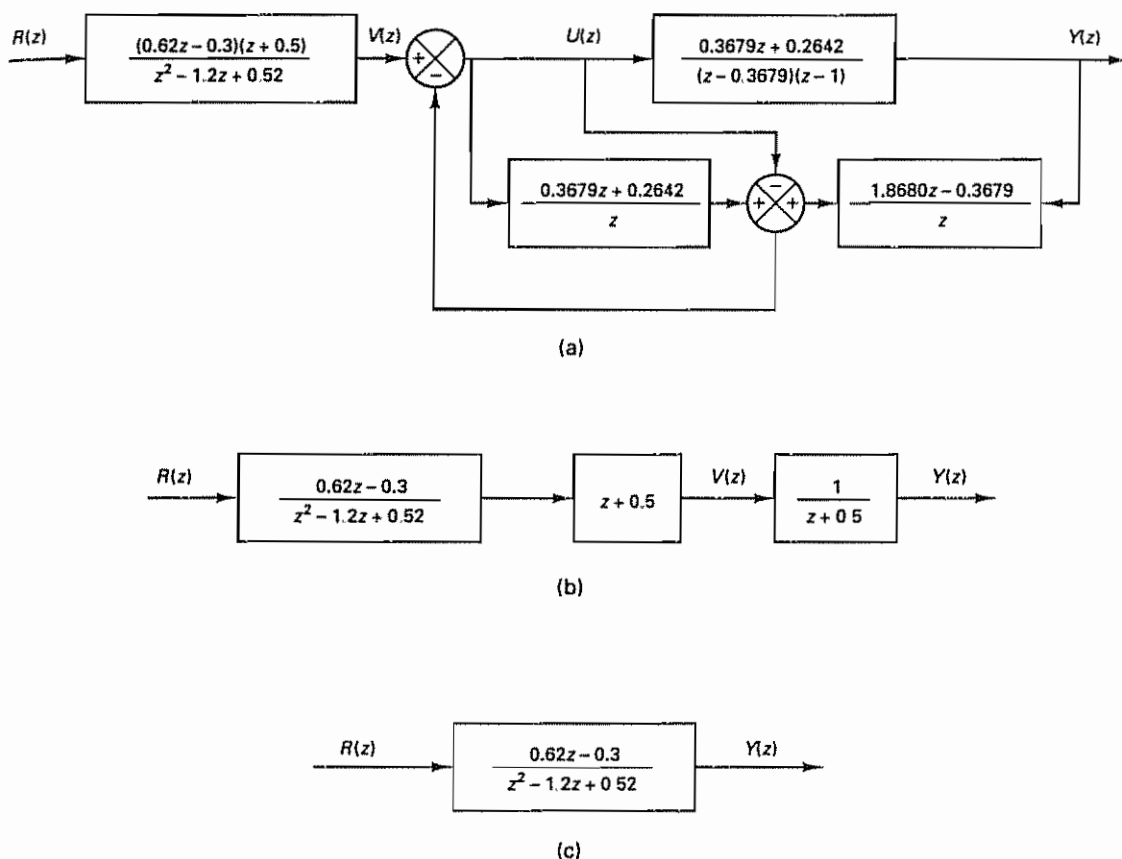 R(z)
(0.62z – 0.3)(z + 0.5)
z² – 1.2z + 0.52
V(z)
+
–
U(z)
0.3679z + 0.2642
(z – 0.3679)(z – 1)
Y(z)
0.3679z + 0.2642
z
–
+ +
1.8680z – 0.3679
z
(a)
R(z)
0.62z – 0.3
z² – 1.2z + 0.52
z + 0.5
V(z)
1
z + 0 5
Y(z)
(b)
R(z)
0.62z – 0.3
z² – 1.2z + 0 52
Y(z)
(c)